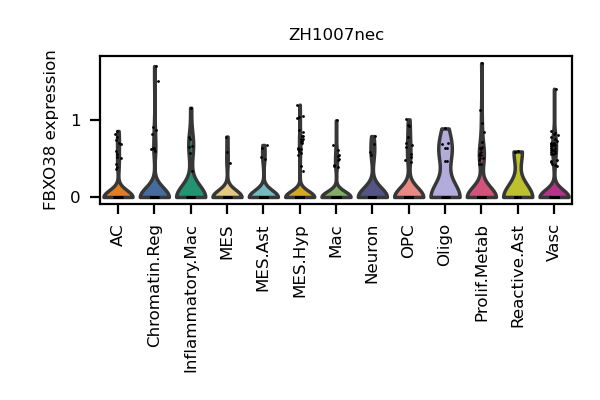 ZH1007nec
FBXO38 expression
1
0
AC
Chromatin.Reg
Inflammatory.Mac
MES
MES.Ast
MES.Hyp
Mac
Neuron
OPC
Oligo
Prolif.Metab
Reactive.Ast
Vasc